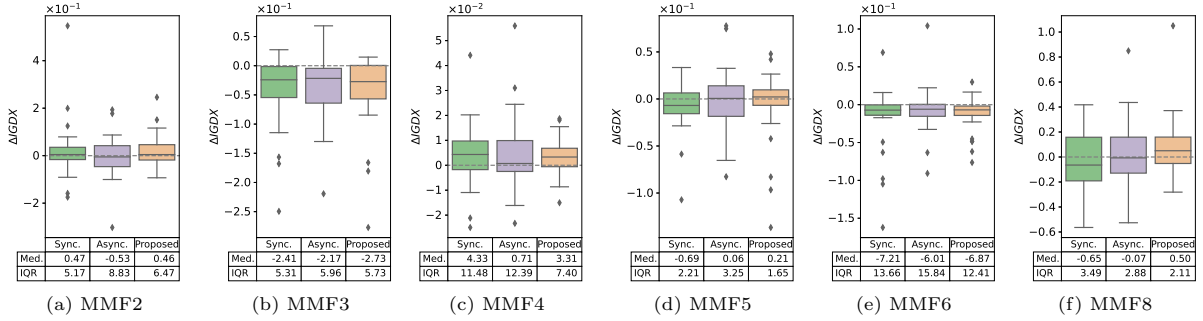 ×10⁻¹
ΔIGDX
4
2
0
−2
Sync. Async. Proposed
Med. 0.47 -0.53 0.46
IQR 5.17 8.83 6.47
(a) MMF2
×10⁻¹
ΔIGDX
0.5
−0.0
−0.5
−1.0
−1.5
−2.0
−2.5
Sync. Async. Proposed
Med. -2.41 -2.17 -2.73
IQR 5.31 5.96 5.73
(b) MMF3
×10⁻²
ΔIGDX
6
4
2
0
−2
Sync. Async. Proposed
Med. 4.33 0.71 3.31
IQR 11.48 12.39 7.40
(c) MMF4
×10⁻¹
ΔIGDX
0.5
0.0
−0.5
−1.0
Sync. Async. Proposed
Med. -0.69 0.06 0.21
IQR 2.21 3.25 1.65
(d) MMF5
×10⁻¹
ΔIGDX
1.0
0.5
−0.0
−0.5
−1.0
−1.5
Sync. Async. Proposed
Med. -7.21 -6.01 -6.87
IQR 13.66 15.84 12.41
(e) MMF6
ΔIGDX
1.0
0.8
0.6
0.4
0.2
0.0
−0.2
−0.4
−0.6
Sync. Async. Proposed
Med. -0.65 -0.07 0.50
IQR 3.49 2.88 2.11
(f) MMF8